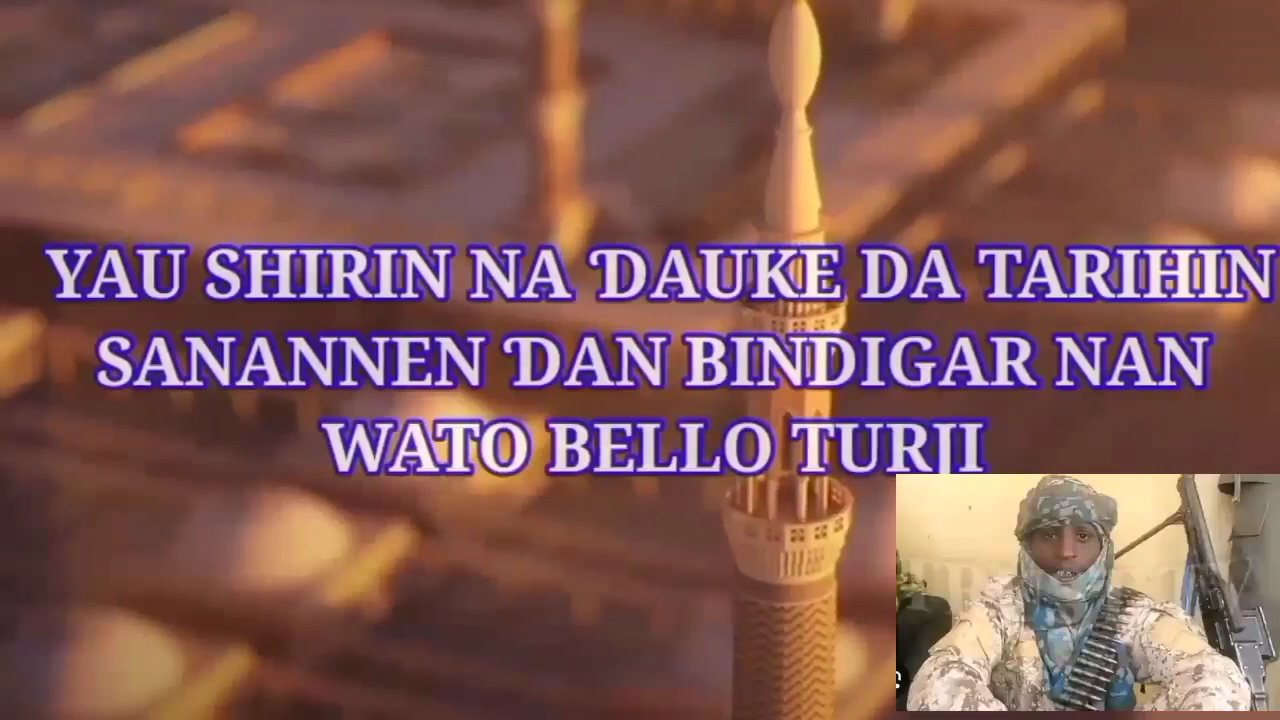 YAU SHIRIN NA ƊAUKE DA TARIHIN
SANANNEN ƊAN BINDIGAR NAN
WATO BELLO TURJI